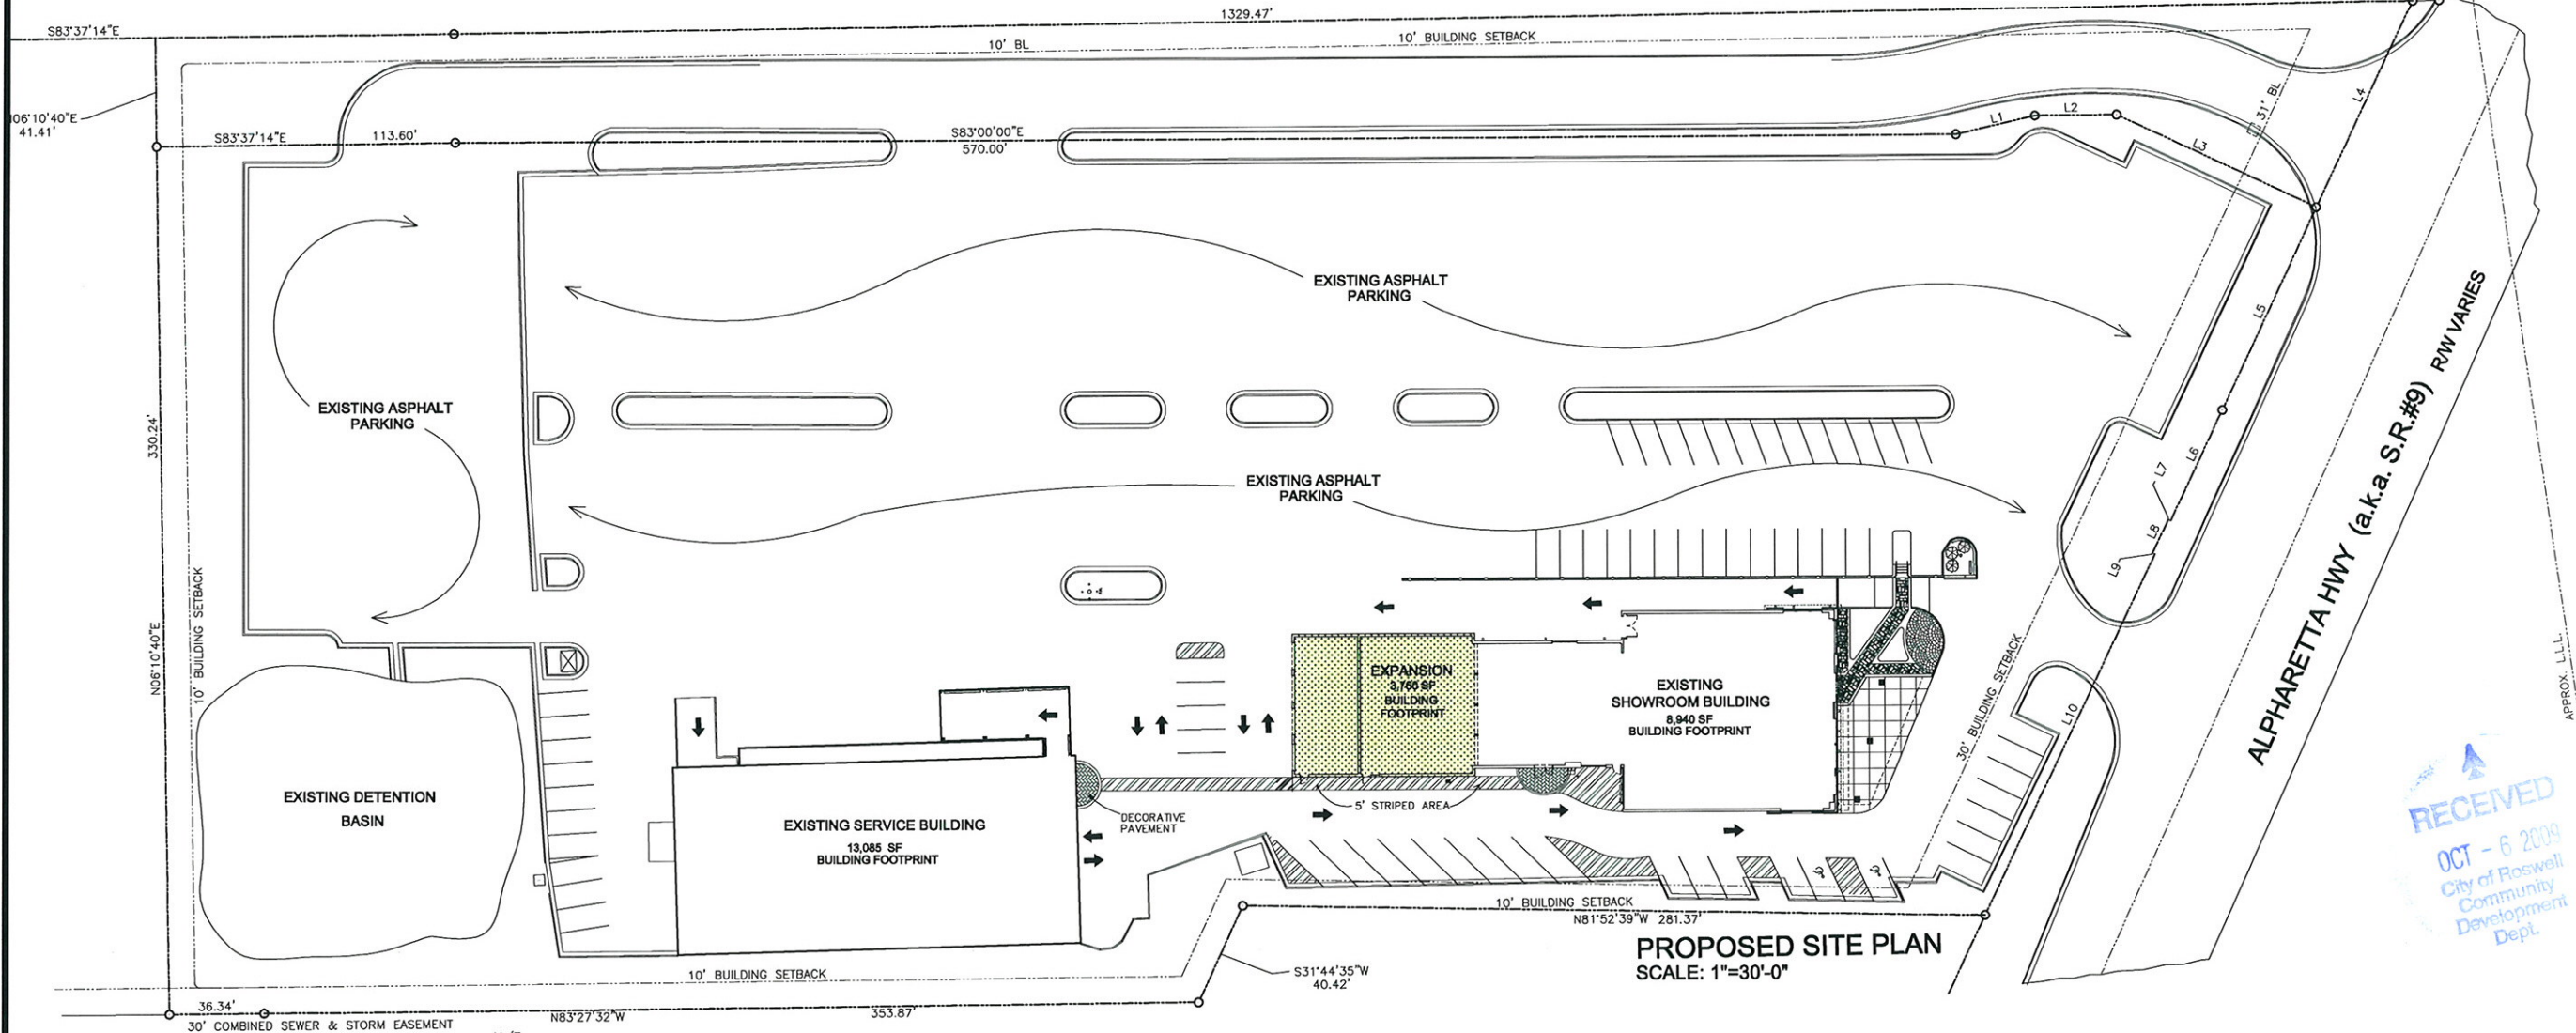 1329.47'
S83°37'14"E
10' BL
10' BUILDING SETBACK
31' BL
L4
06°10'40"E
41.41'
S83°37'14"E
113.60'
S83°00'00"E
570.00'
L1
L2
L3
L5
EXISTING ASPHALT
PARKING
EXISTING ASPHALT
PARKING
EXISTING ASPHALT
PARKING
330.24'
N06°10'40"E
10' BUILDING SETBACK
L6
L7
L8
L9
L10
ALPHARETTA HWY (a.k.a. S.R.#9) R/W VARIES
APPROX. L.L.L.
30' BUILDING SETBACK
EXPANSION
3,750 SF
BUILDING
FOOTPRINT
EXISTING
SHOWROOM BUILDING
8,940 SF
BUILDING FOOTPRINT
EXISTING DETENTION
BASIN
EXISTING SERVICE BUILDING
13,085 SF
BUILDING FOOTPRINT
DECORATIVE
PAVEMENT
5' STRIPED AREA
10' BUILDING SETBACK
N81°52'39"W 281.37'
PROPOSED SITE PLAN
SCALE: 1"=30'-0"
10' BUILDING SETBACK
S31°44'35"W
40.42'
36.34'
N83°27'32"W
353.87'
30' COMBINED SEWER & STORM EASEMENT
RECEIVED
OCT - 6 2009
City of Roswell
Community
Development
Dept.